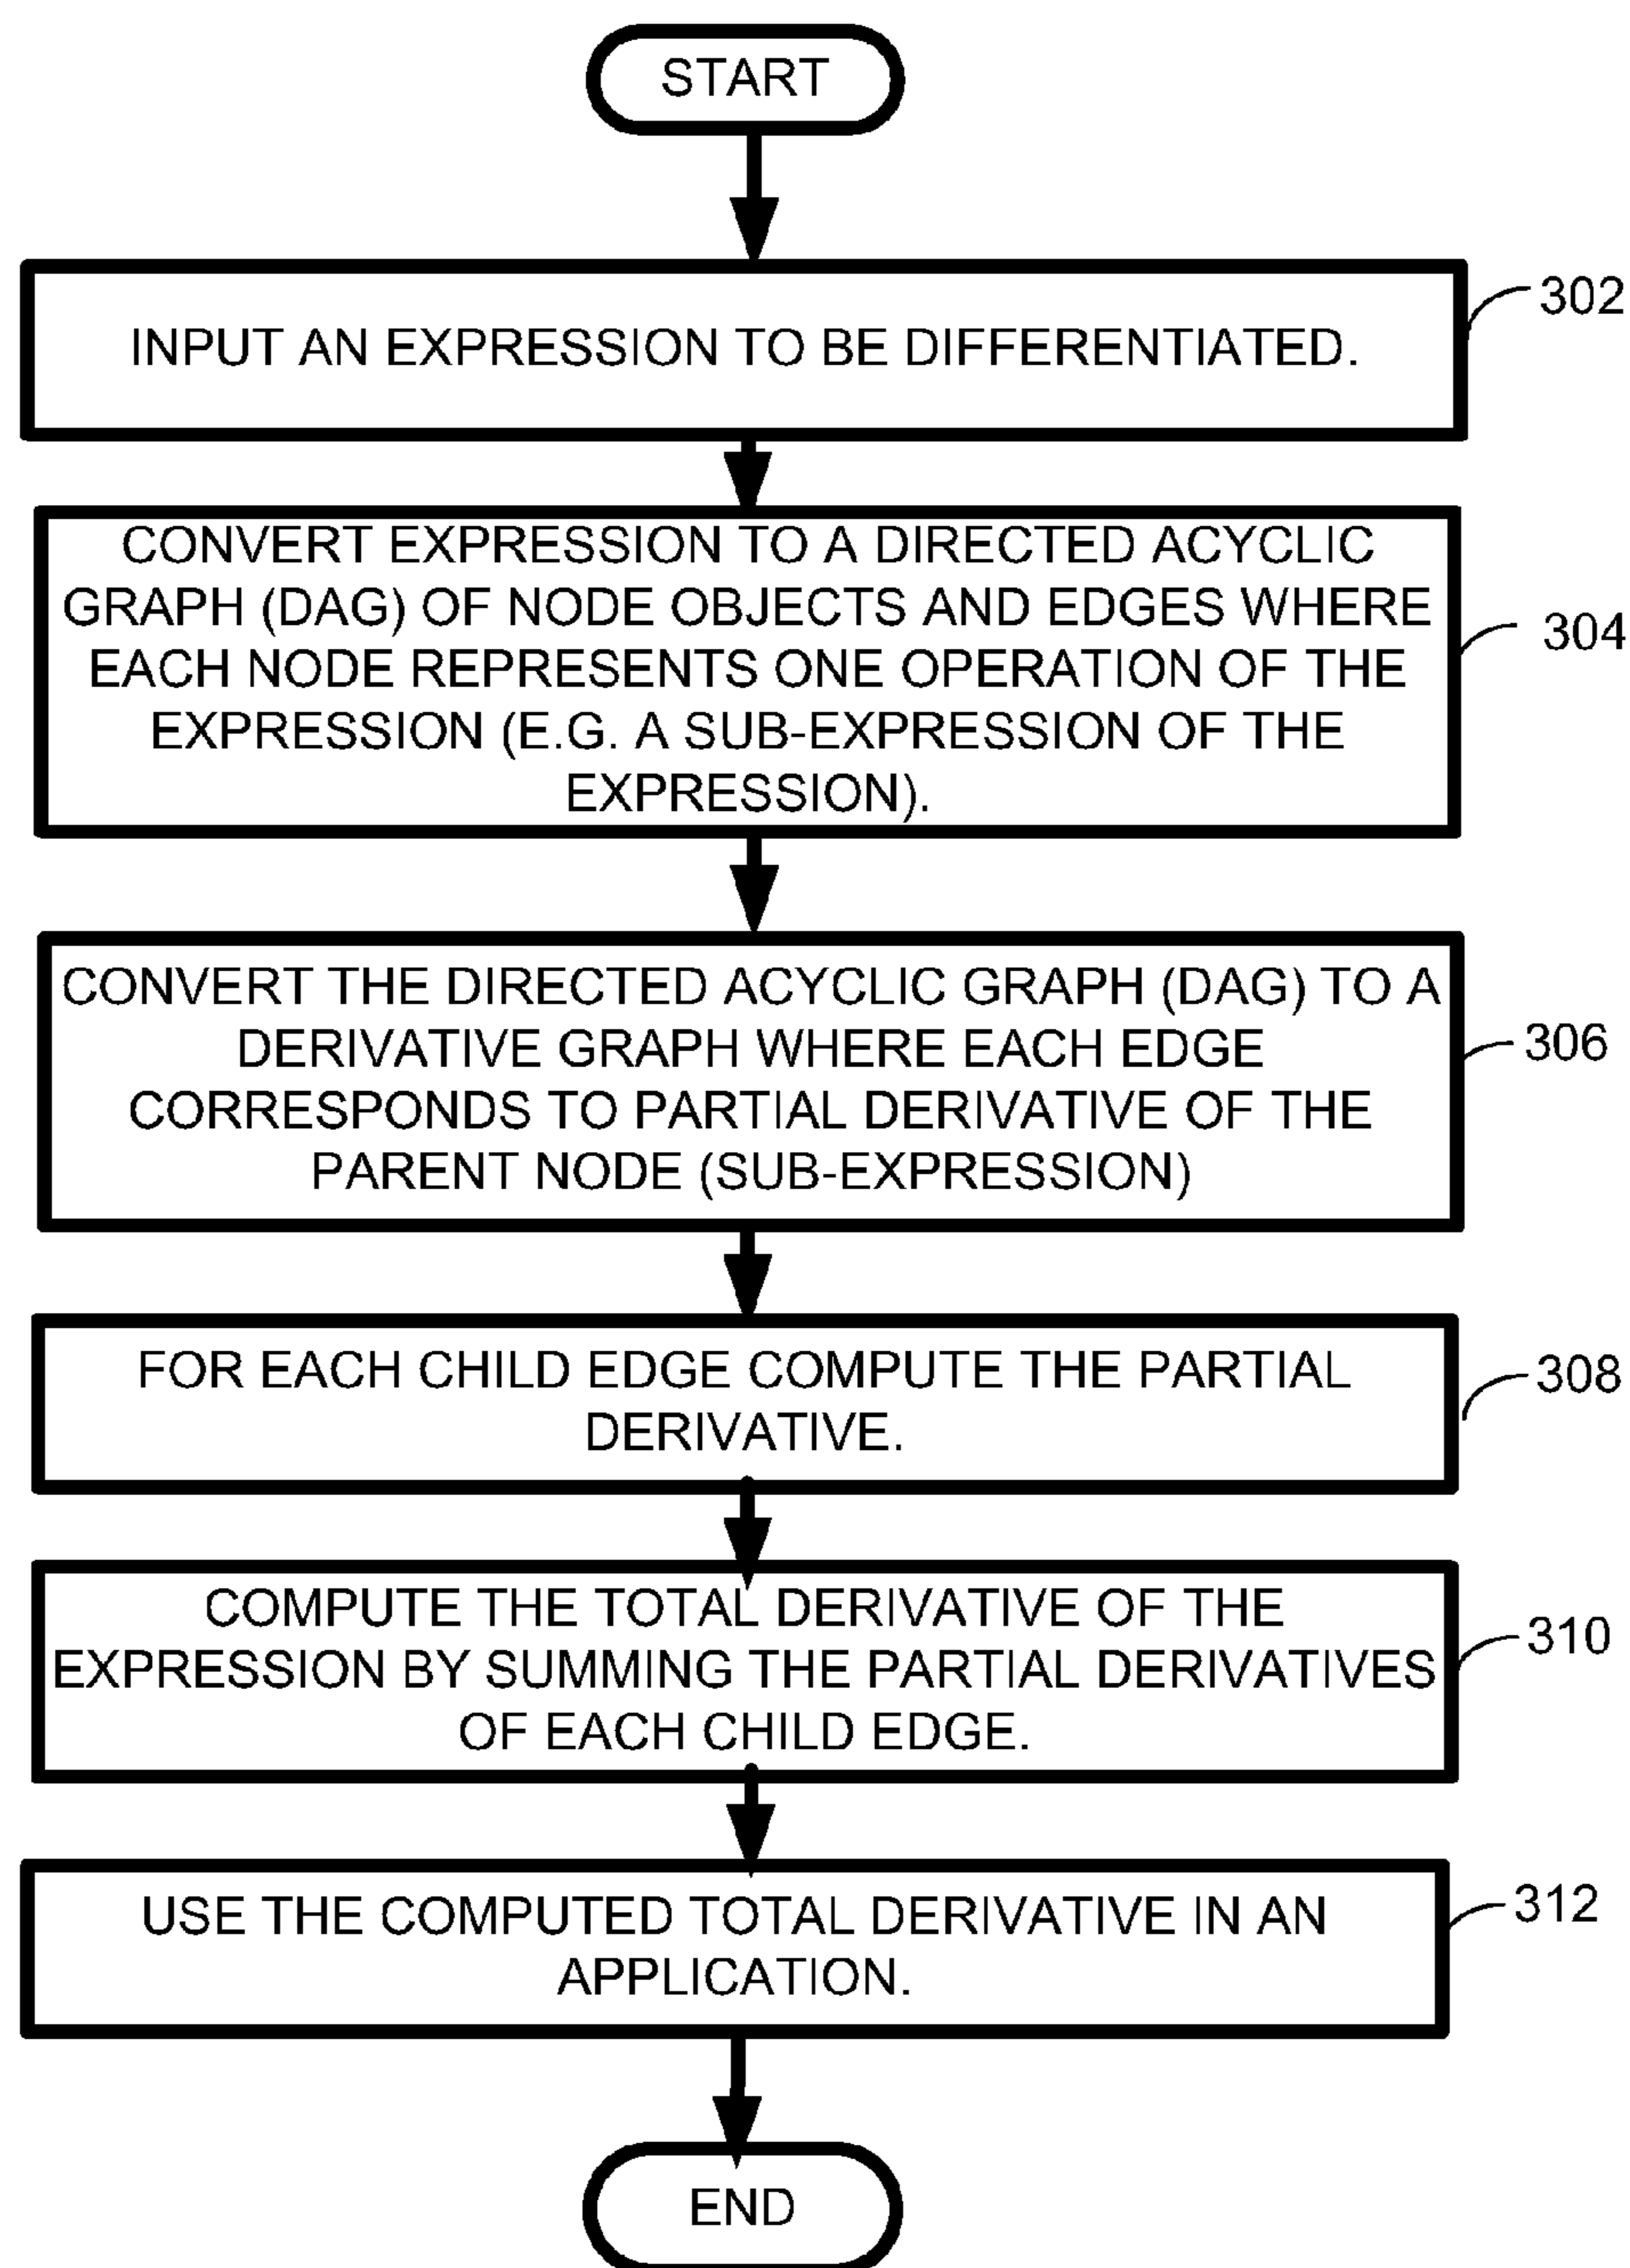 START
INPUT AN EXPRESSION TO BE DIFFERENTIATED.
302
CONVERT EXPRESSION TO A DIRECTED ACYCLIC
GRAPH (DAG) OF NODE OBJECTS AND EDGES WHERE
EACH NODE REPRESENTS ONE OPERATION OF THE
EXPRESSION (E.G. A SUB-EXPRESSION OF THE
EXPRESSION).
304
CONVERT THE DIRECTED ACYCLIC GRAPH (DAG) TO A
DERIVATIVE GRAPH WHERE EACH EDGE
CORRESPONDS TO PARTIAL DERIVATIVE OF THE
PARENT NODE (SUB-EXPRESSION)
306
FOR EACH CHILD EDGE COMPUTE THE PARTIAL
DERIVATIVE.
308
COMPUTE THE TOTAL DERIVATIVE OF THE
EXPRESSION BY SUMMING THE PARTIAL DERIVATIVES
OF EACH CHILD EDGE.
310
USE THE COMPUTED TOTAL DERIVATIVE IN AN
APPLICATION.
312
END